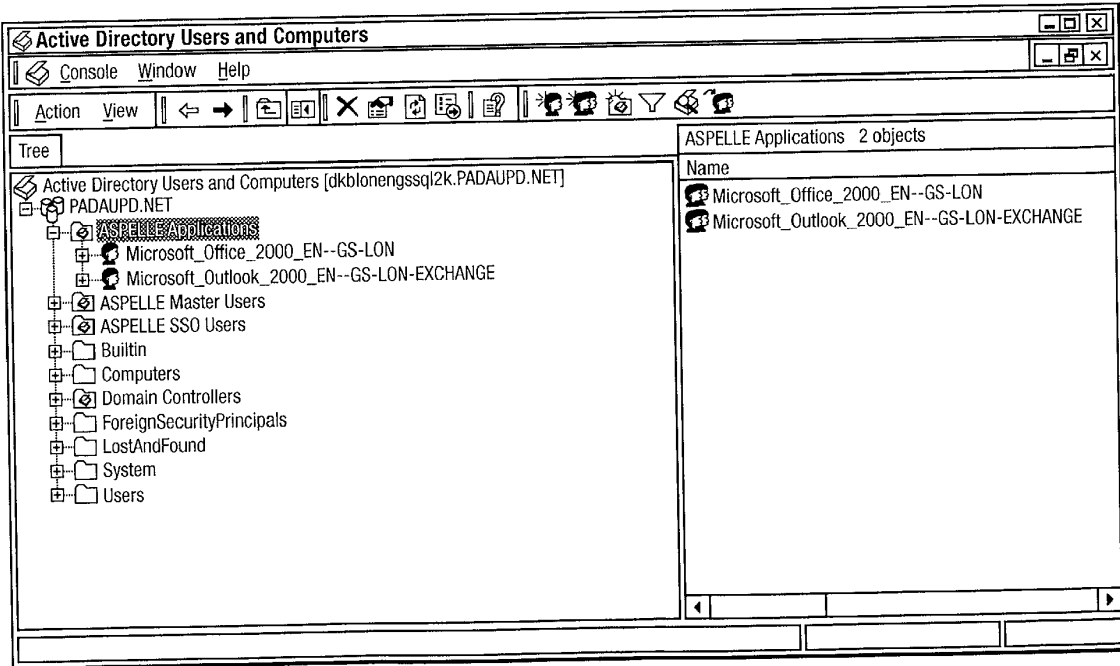 Active Directory Users and Computers
Console Window Help
Action View
Tree
Active Directory Users and Computers [dkblonengssql2k.PADAUPD.NET]
PADAUPD.NET
ASPELLE Applications
Microsoft_Office_2000_EN--GS-LON
Microsoft_Outlook_2000_EN--GS-LON-EXCHANGE
ASPELLE Master Users
ASPELLE SSO Users
Builtin
Computers
Domain Controllers
ForeignSecurityPrincipals
LostAndFound
System
Users
ASPELLE Applications 2 objects
Name
Microsoft_Office_2000_EN--GS-LON
Microsoft_Outlook_2000_EN--GS-LON-EXCHANGE